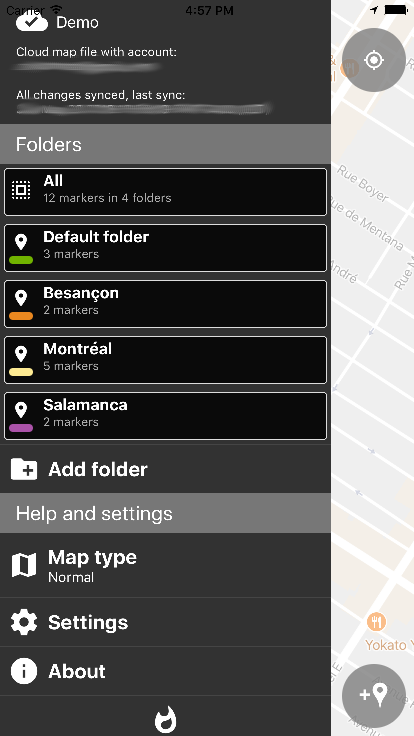 Carrier 4:57 PM
Demo
Cloud map file with account:
All changes synced, last sync:
Folders
All
12 markers in 4 folders
Default folder
3 markers
Besançon
2 markers
Montréal
5 markers
Salamanca
2 markers
Add folder
Help and settings
Map type
Normal
Settings
About
Rue Boyer
Rue de Mentana
André
Rue
Yokato